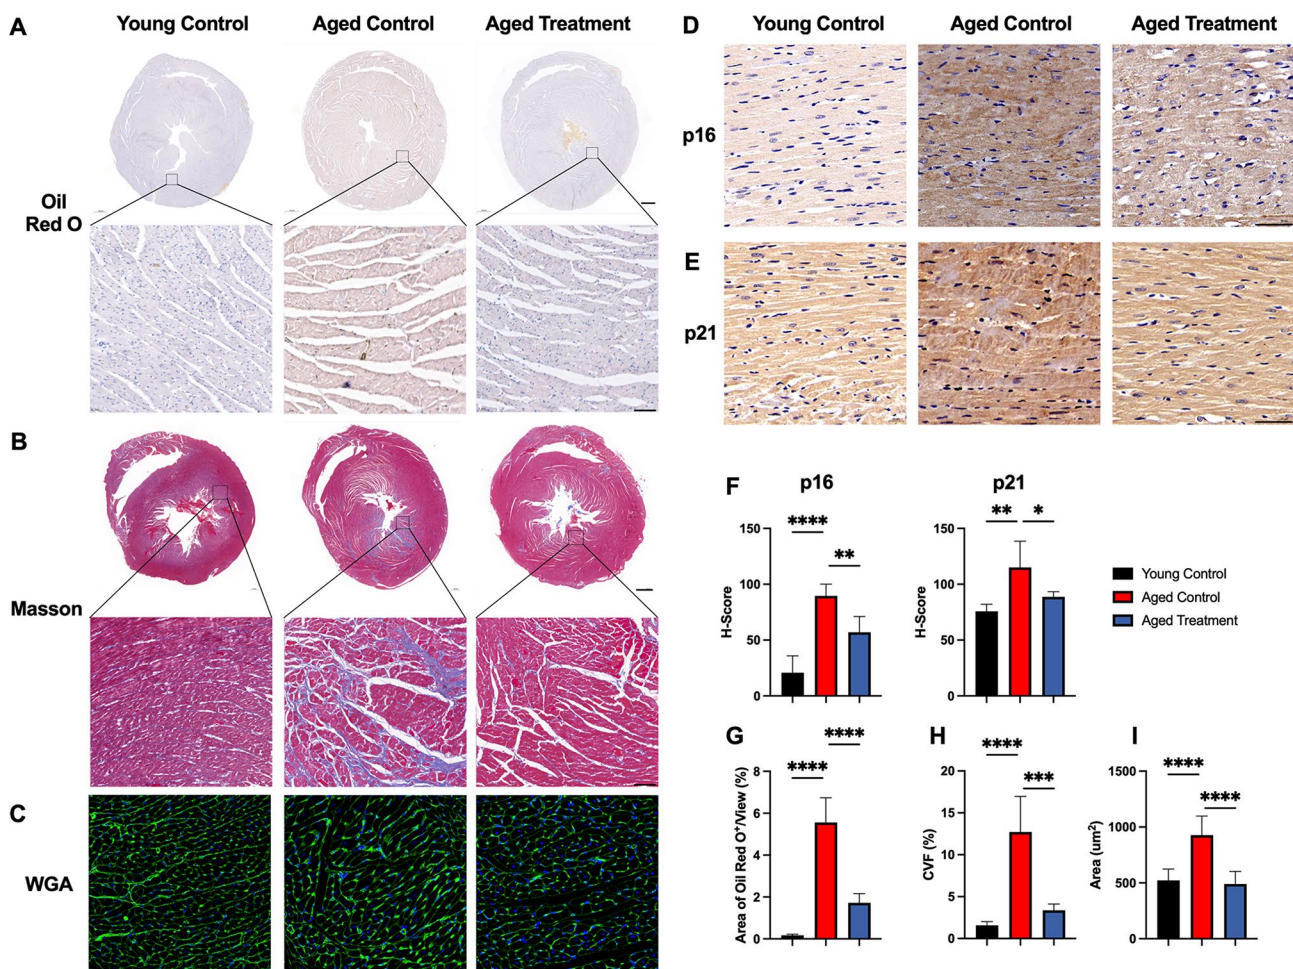 A
Young Control
Aged Control
Aged Treatment
Oil
Red O
B
Masson
C
WGA
D
Young Control
Aged Control
Aged Treatment
p16
E
p21
F
p16
p21
****
**
**
*
H-Score
150
100
50
0
H-Score
150
100
50
0
Young Control
Aged Control
Aged Treatment
G
****
****
Area of Oil Red O⁺/View (%)
8
6
4
2
0
H
****
***
CVF (%)
20
15
10
5
0
I
****
****
Area (um²)
1500
1000
500
0